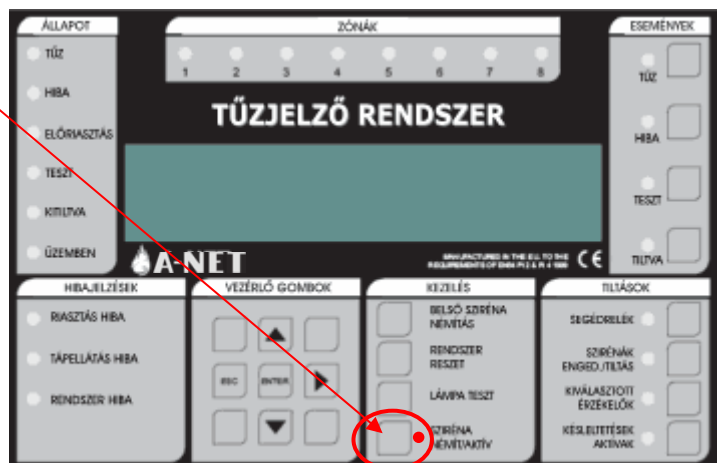 ÁLLAPOT
TŰZ
HIBA
ELŐRIASZTÁS
TESZT
KITILTVA
ÜZEMBEN
ZÓNÁK
1 2 3 4 5 6 7 8
TŰZJELZŐ RENDSZER
A-NET
MANUFACTURED IN THE E.U. TO THE
REQUIREMENTS OF EN54 Pt 2 & Pt 4 1998
CE
ESEMÉNYEK
TŰZ
HIBA
TESZT
TILTVA
HIBAJELZÉSEK
RIASZTÁS HIBA
TÁPELLÁTÁS HIBA
RENDSZER HIBA
VEZÉRLŐ GOMBOK
ESC
ENTER
KEZELÉS
BELSŐ SZIRÉNA
NÉMÍTÁS
RENDSZER
RESZET
LÁMPA TESZT
SZIRÉNA
NÉMÍT/AKTÍV
TILTÁSOK
SEGÉDRELÉK
SZIRÉNÁK
ENGED./TILTÁS
KIVÁLASZTOTT
ÉRZÉKELŐK
KÉSLELTETÉSEK
AKTÍVAK